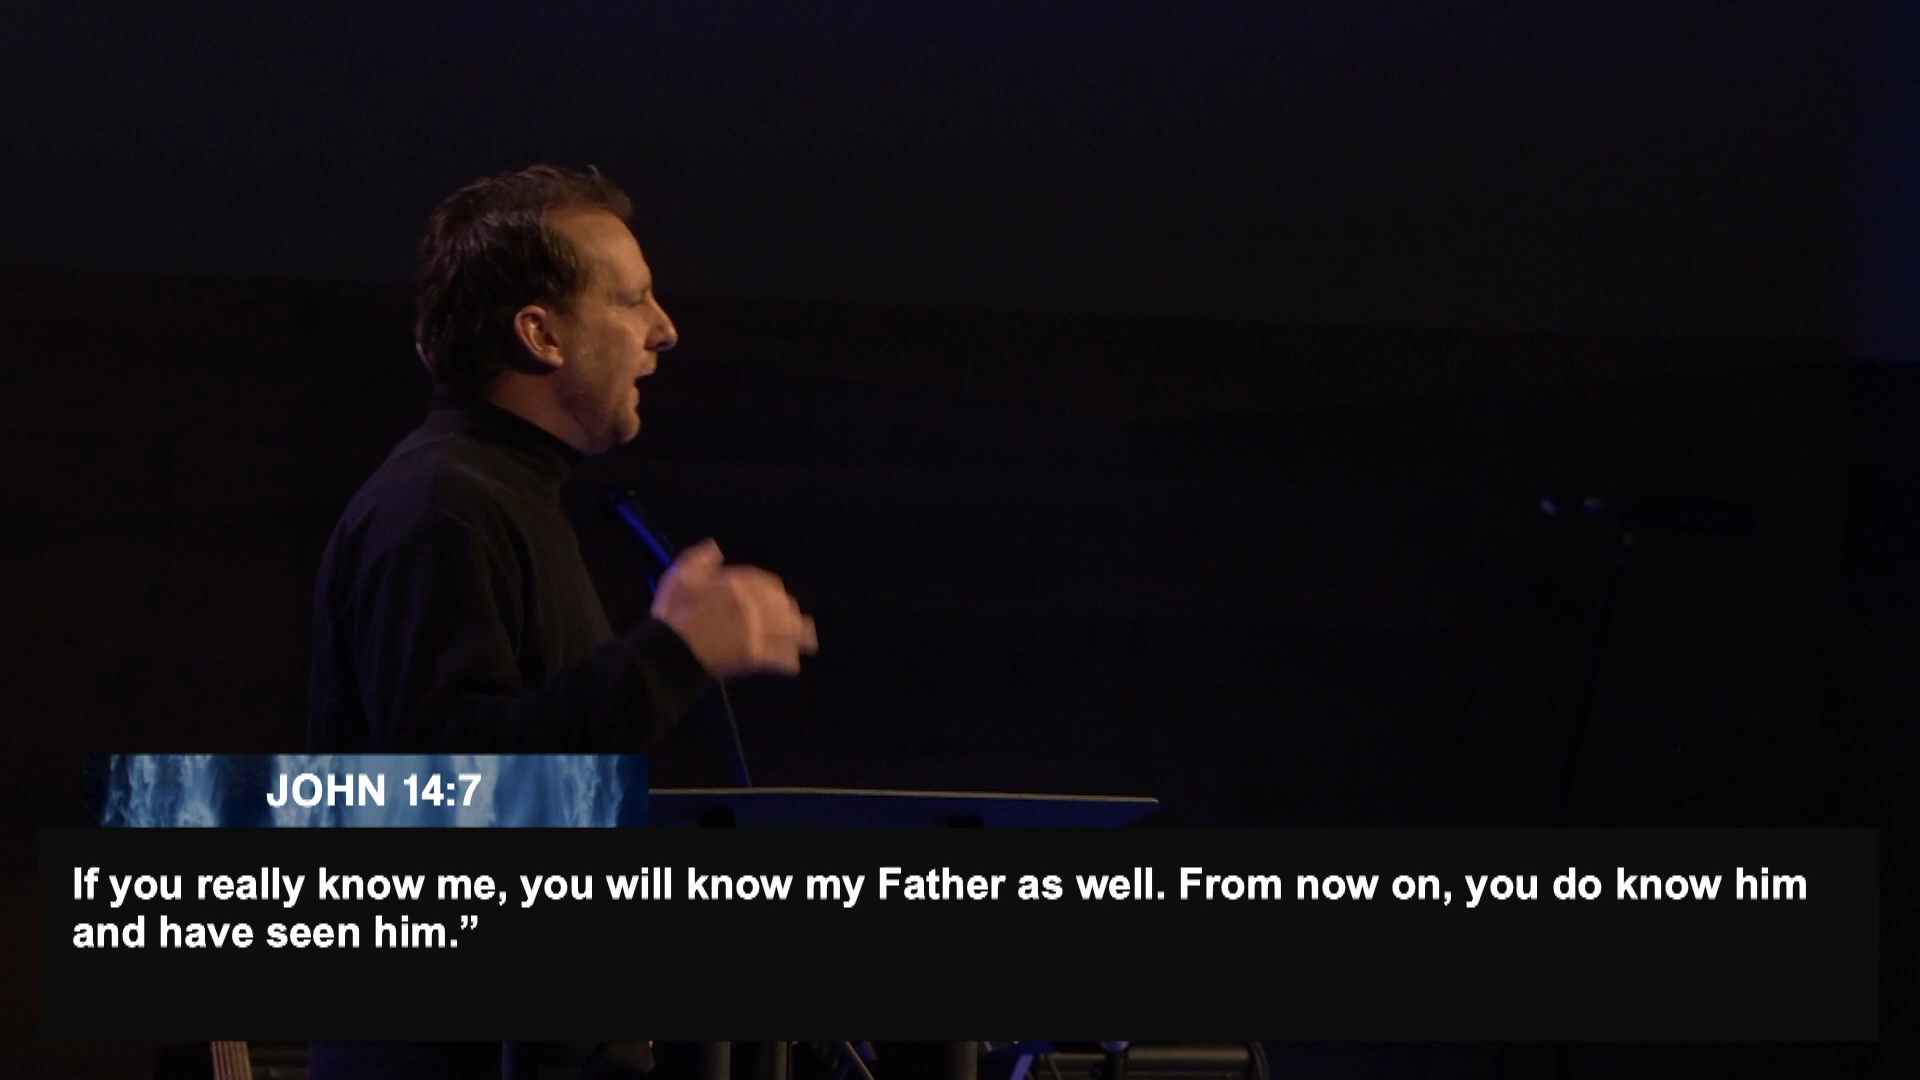 JOHN 14:7
If you really know me, you will know my Father as well. From now on, you do know him
and have seen him.”